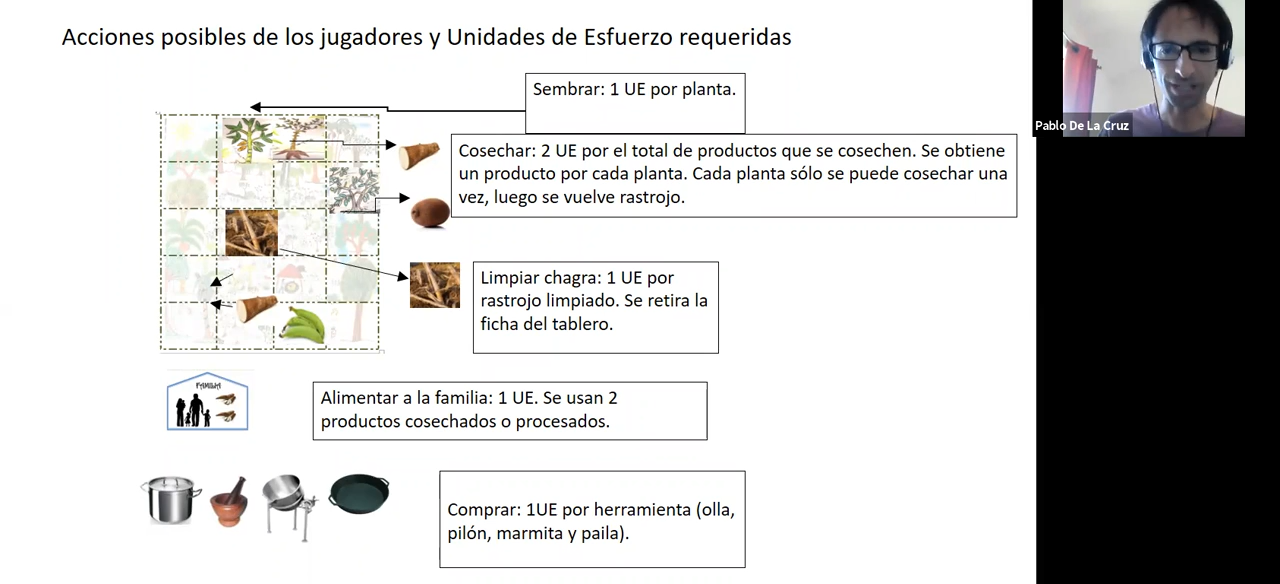 Acciones posibles de los jugadores y Unidades de Esfuerzo requeridas
Sembrar: 1 UE por planta.
Pablo De La Cruz
Cosechar: 2 UE por el total de productos que se cosechen. Se obtiene
un producto por cada planta. Cada planta sólo se puede cosechar una
vez, luego se vuelve rastrojo.
Limpiar chagra: 1 UE por
rastrojo limpiado. Se retira la
ficha del tablero.
FAMILIA
Alimentar a la familia: 1 UE. Se usan 2
productos cosechados o procesados.
Comprar: 1UE por herramienta (olla,
pilón, marmita y paila).